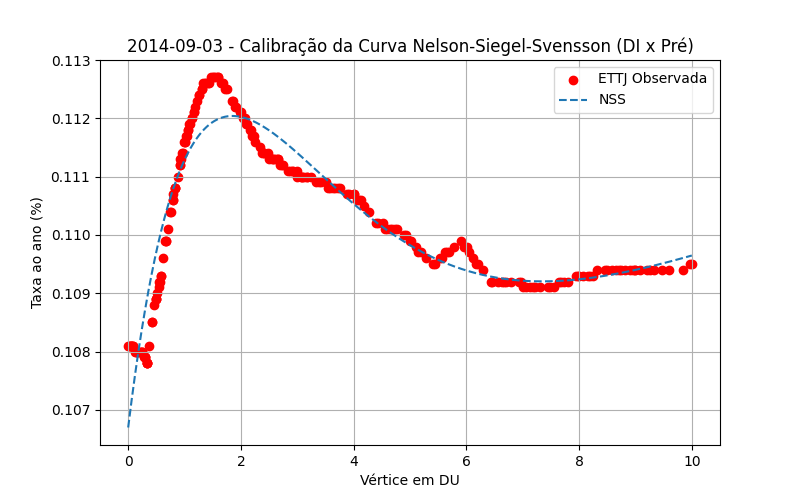 2014-09-03 - Calibração da Curva Nelson-Siegel-Svensson (DI x Pré)
0.113
ETTJ Observada
NSS
0.112
0.111
0.110
0.109
0.108
0.107
Taxa ao ano (%)
0
2
4
6
8
10
Vértice em DU